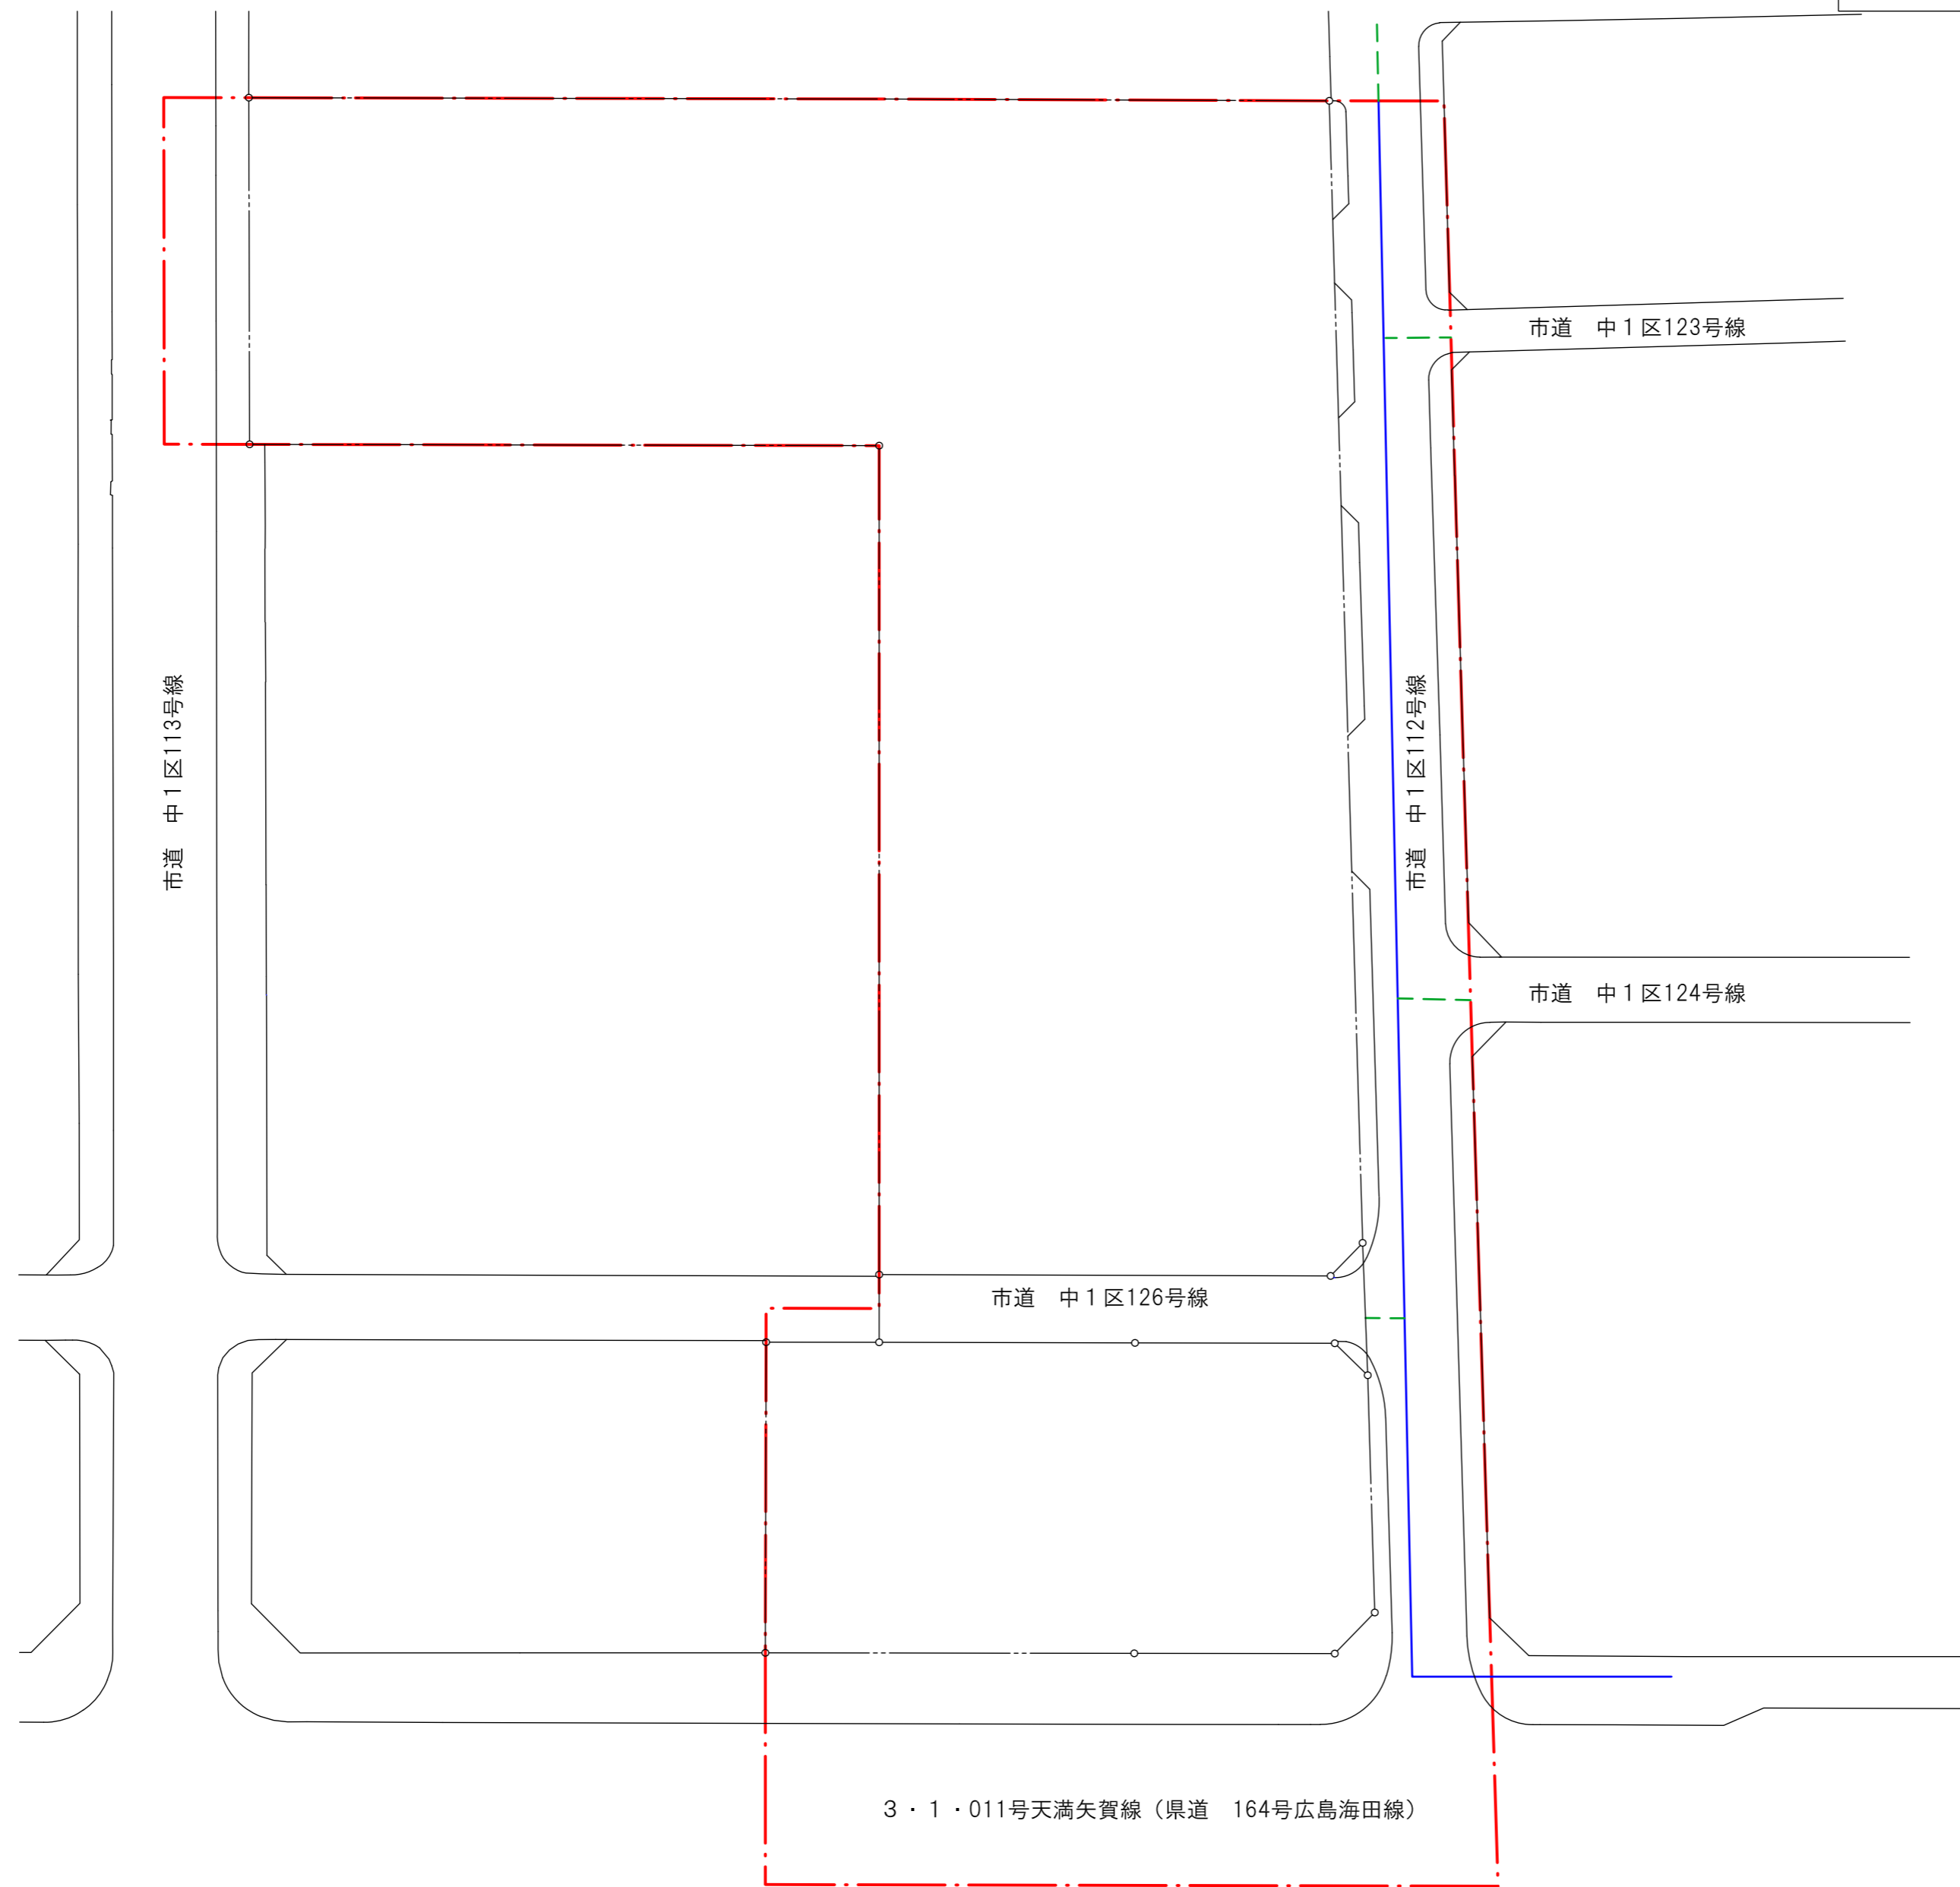 市道　中１区123号線
市道　中１区113号線
市道　中１区112号線
市道　中１区124号線
市道　中１区126号線
３・１・011号天満矢賀線（県道　164号広島海田線）